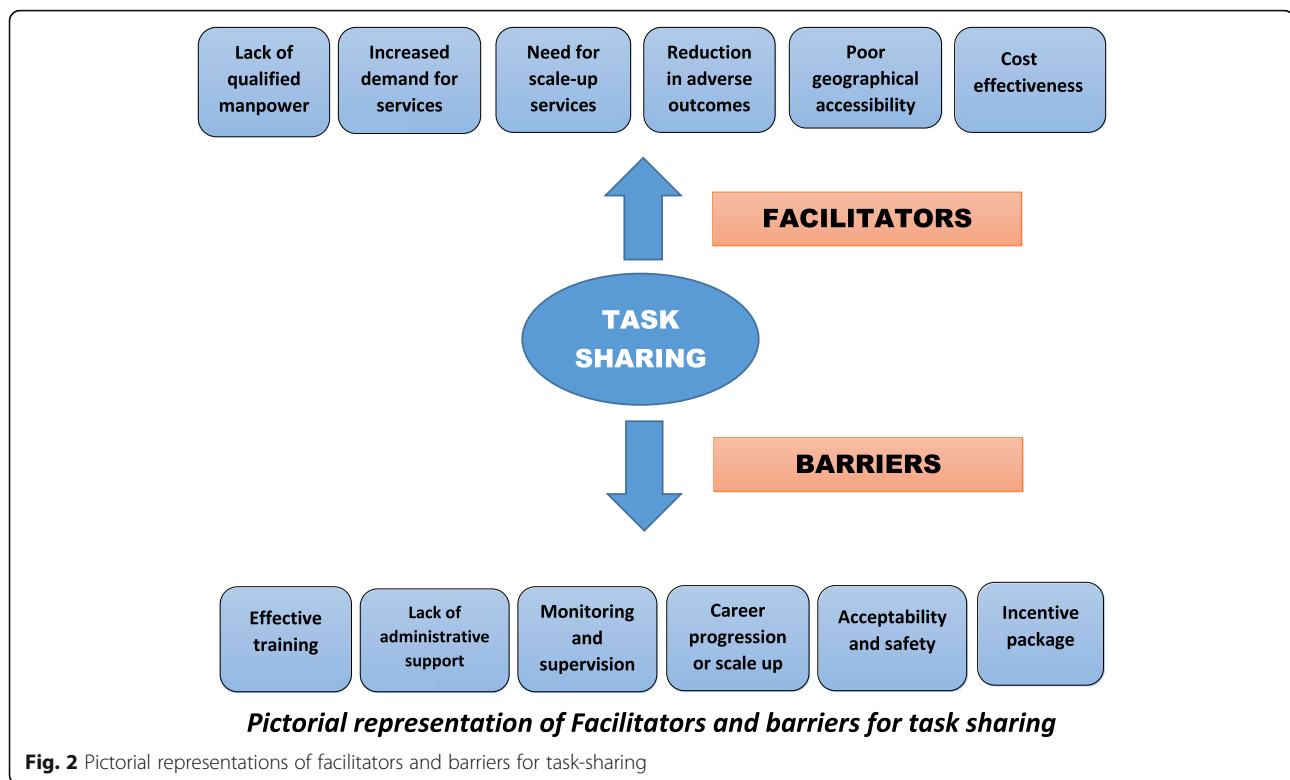 Lack of
qualified
manpower
Increased
demand for
services
Need for
scale-up
services
Reduction
in adverse
outcomes
Poor
geographical
accessibility
Cost
effectiveness
FACILITATORS
TASK
SHARING
BARRIERS
Effective
training
Lack of
administrative
support
Monitoring
and
supervision
Career
progression
or scale up
Acceptability
and safety
Incentive
package
Pictorial representation of Facilitators and barriers for task sharing
Fig. 2 Pictorial representations of facilitators and barriers for task-sharing